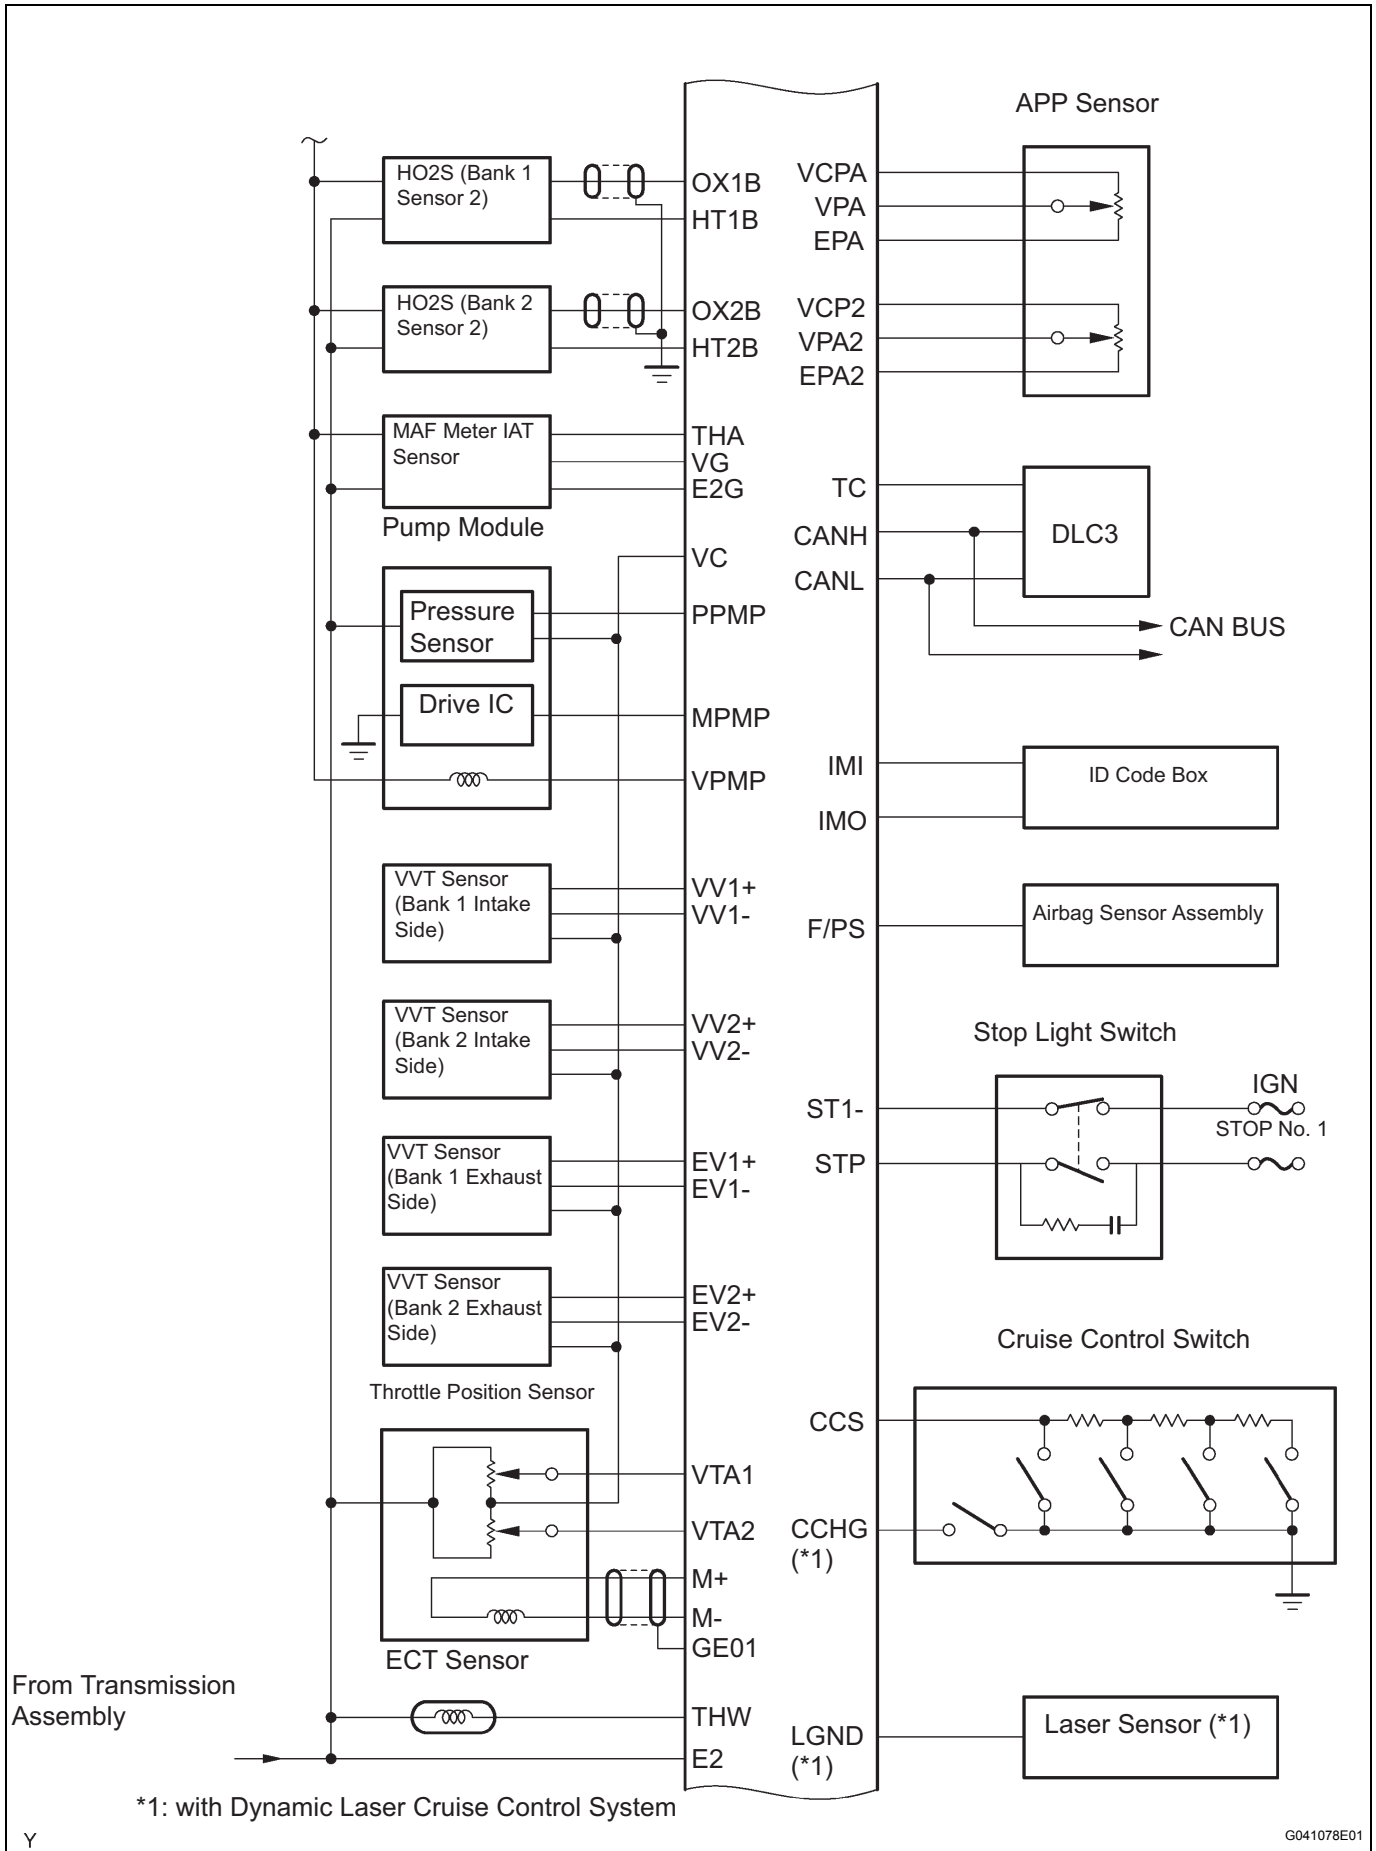 APP Sensor
HO2S (Bank 1
Sensor 2)
OX1B
HT1B
VCPA
VPA
EPA
HO2S (Bank 2
Sensor 2)
OX2B
HT2B
VCP2
VPA2
EPA2
MAF Meter IAT
Sensor
THA
VG
E2G
TC
CANH
CANL
DLC3
CAN BUS
Pump Module
VC
Pressure
Sensor
PPMP
Drive IC
MPMP
VPMP
IMI
IMO
ID Code Box
VVT Sensor
(Bank 1 Intake
Side)
VV1+
VV1-
F/PS
Airbag Sensor Assembly
VVT Sensor
(Bank 2 Intake
Side)
VV2+
VV2-
Stop Light Switch
ST1-
STP
IGN
STOP No. 1
VVT Sensor
(Bank 1 Exhaust
Side)
EV1+
EV1-
VVT Sensor
(Bank 2 Exhaust
Side)
EV2+
EV2-
Cruise Control Switch
Throttle Position Sensor
CCS
VTA1
VTA2
CCHG
(*1)
M+
M-
GE01
ECT Sensor
From Transmission
Assembly
THW
E2
LGND
(*1)
Laser Sensor (*1)
*1: with Dynamic Laser Cruise Control System
Y
G041078E01